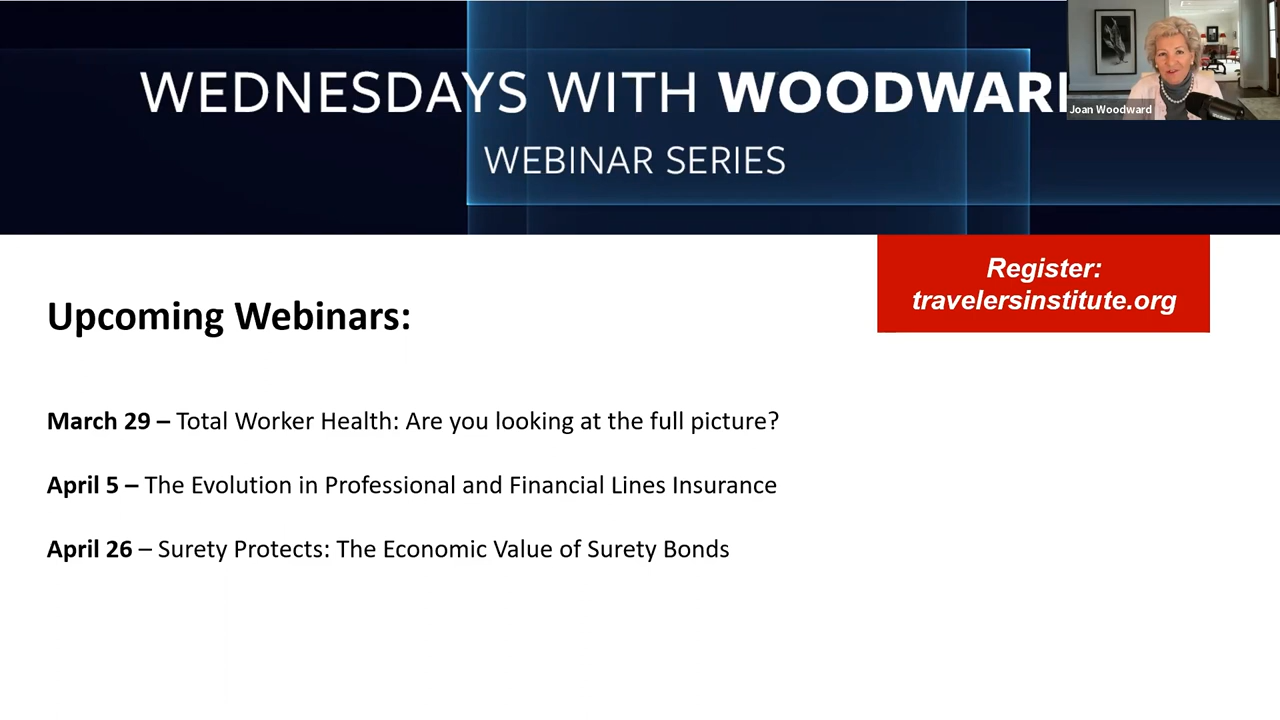 WEDNESDAYS WITH WOODWARD
WEBINAR SERIES
Joan Woodward
Register:
travelersinstitute.org
Upcoming Webinars:
March 29 – Total Worker Health: Are you looking at the full picture?
April 5 – The Evolution in Professional and Financial Lines Insurance
April 26 – Surety Protects: The Economic Value of Surety Bonds